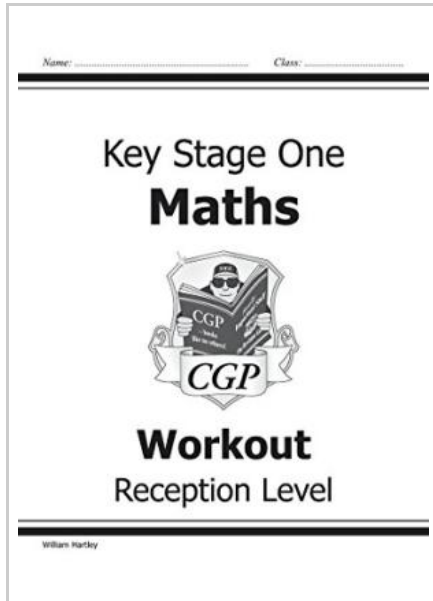 Name: ............................................................ Class: ...................................
Key Stage One
Maths
CGP
CGP
Workout
Reception Level
William Hartley